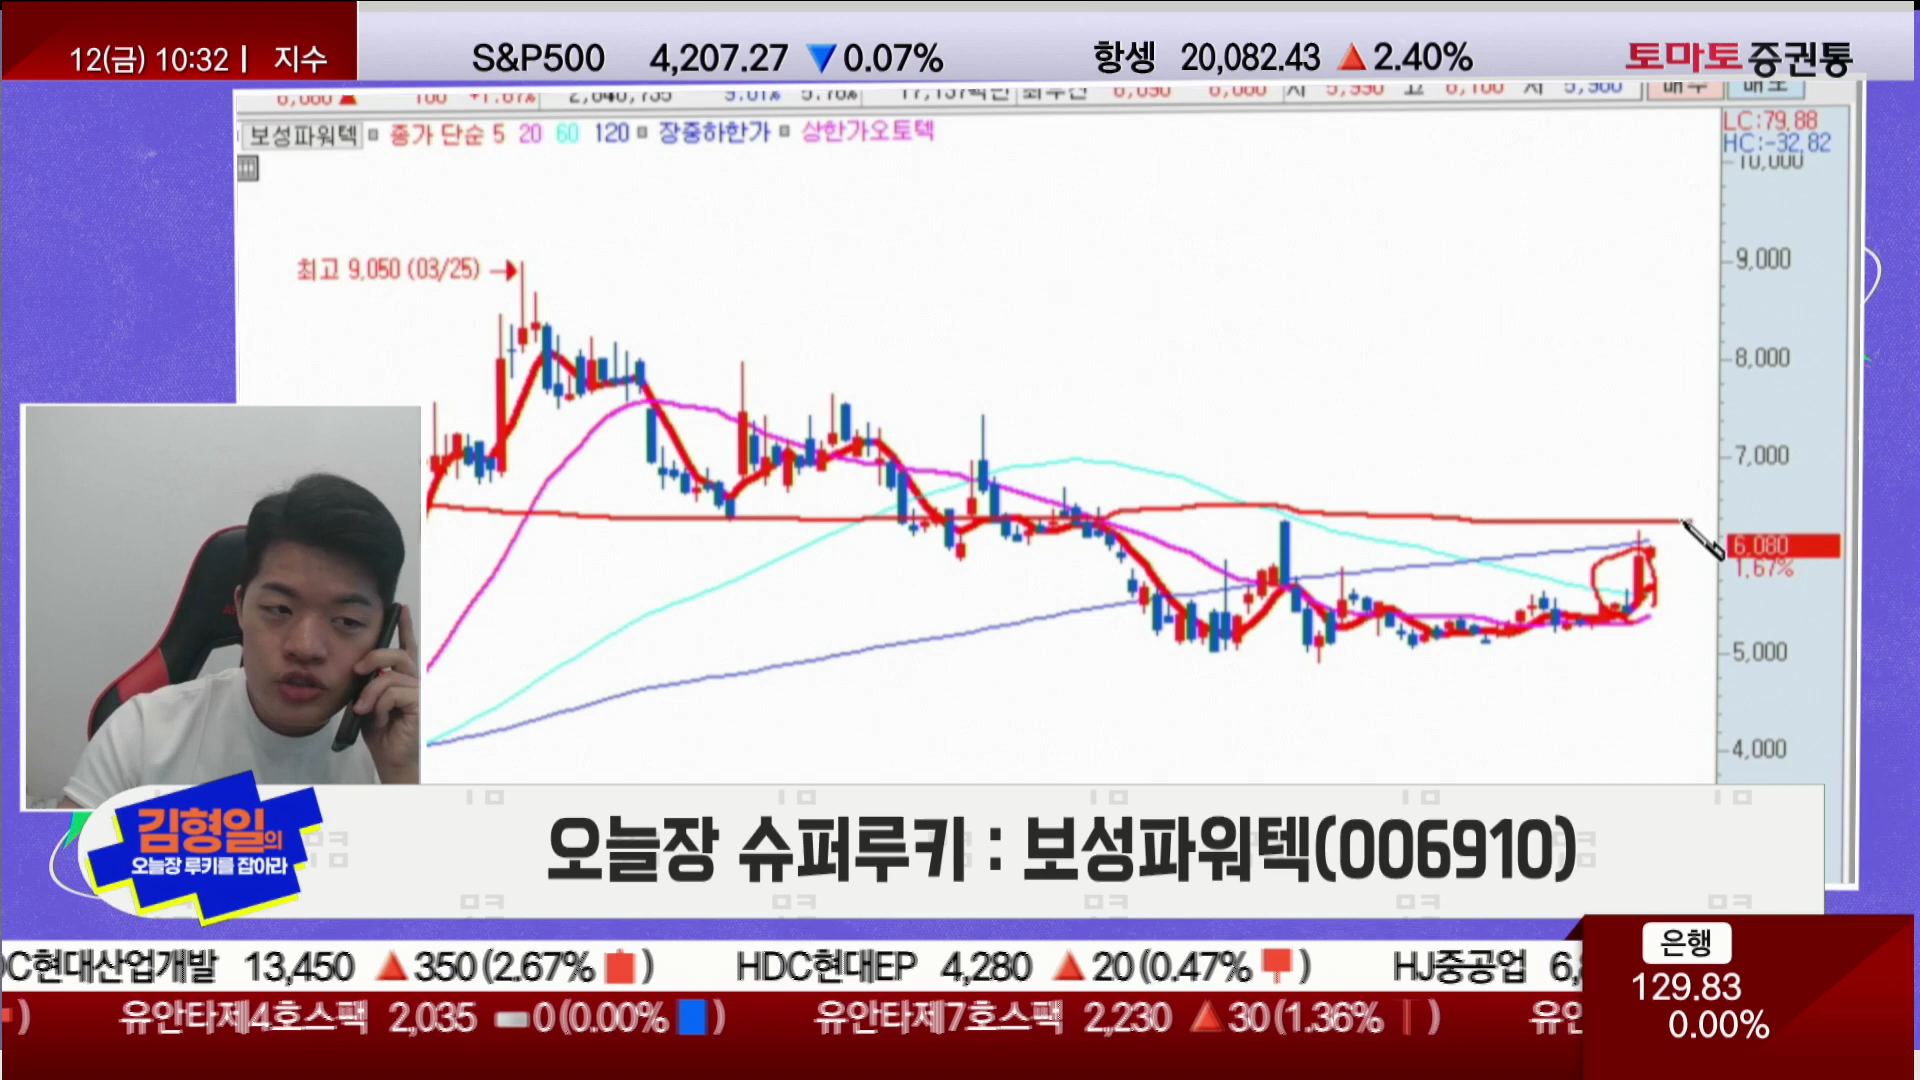 12(금) 10:32 | 지수
S&P500 4,207.27 ▼ 0.07%
항셍 20,082.43 ▲ 2.40%
토마토증권통
보성파워텍 종가 단순 5 20 60 120 장중하한가 상한가오토텍
LC:79.88
HC:-32.82
10,000
최고 9,050 (03/25)
9,000
8,000
7,000
6,080
1.67%
5,000
4,000
김형일의
오늘장 루키를 잡아라
오늘장 슈퍼루키 : 보성파워텍(006910)
DC현대산업개발 13,450 ▲ 350 (2.67% )
HDC현대EP 4,280 ▲ 20 (0.47% )
HJ중공업
유안타제4호스팩 2,035 0 (0.00% )
유안타제7호스팩 2,230 ▲ 30 (1.36% )
은행
129.83
0.00%